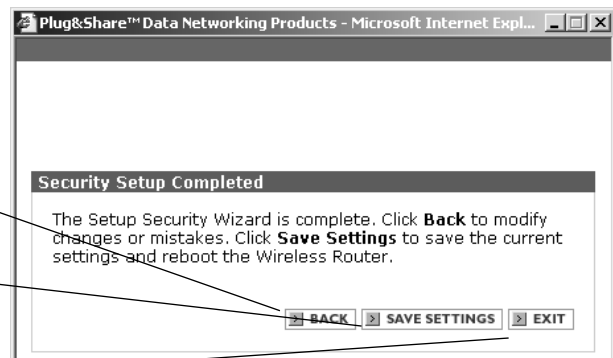 Plug&Share™ Data Networking Products - Microsoft Internet Expl...
Security Setup Completed
The Setup Security Wizard is complete. Click Back to modify
changes or mistakes. Click Save Settings to save the current
settings and reboot the Wireless Router.
BACK SAVE SETTINGS EXIT